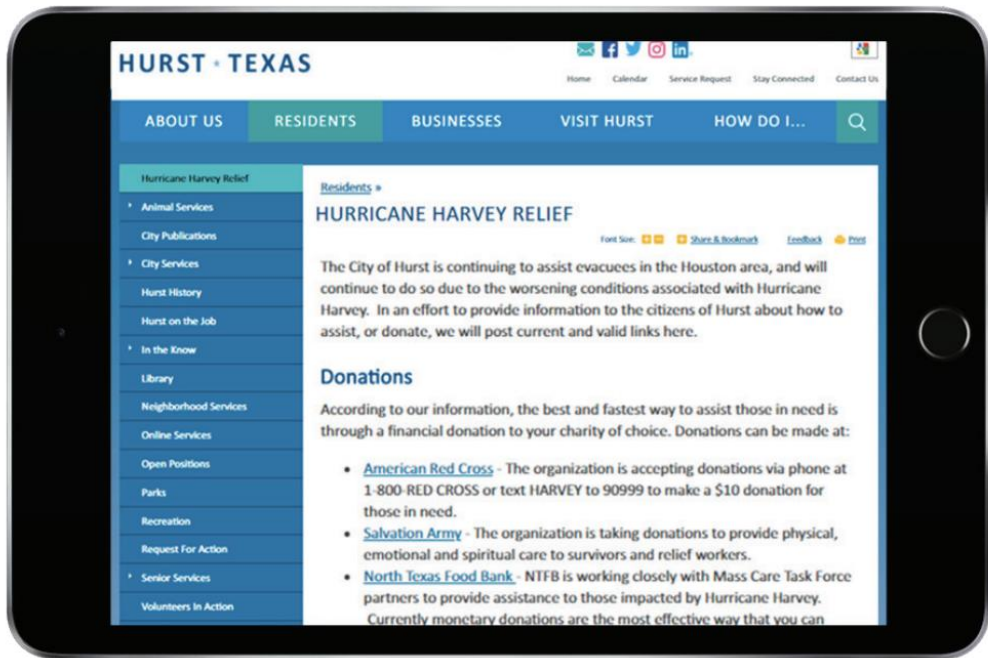 HURST * TEXAS
Home Calendar Service Request Stay Connected Contact Us
ABOUT US RESIDENTS BUSINESSES VISIT HURST HOW DO I...
Hurricane Harvey Relief
Animal Services
City Publications
City Services
Hurst History
Hurst on the Job
In the Know
Library
Neighborhood Services
Online Services
Open Positions
Parks
Recreation
Request For Action
Senior Services
Volunteers In Action
Residents »
HURRICANE HARVEY RELIEF
Font Size: + - + Share & Bookmark Feedback Print
The City of Hurst is continuing to assist evacuees in the Houston area, and will
continue to do so due to the worsening conditions associated with Hurricane
Harvey. In an effort to provide information to the citizens of Hurst about how to
assist, or donate, we will post current and valid links here.
Donations
According to our information, the best and fastest way to assist those in need is
through a financial donation to your charity of choice. Donations can be made at:
• American Red Cross - The organization is accepting donations via phone at
1-800-RED CROSS or text HARVEY to 90999 to make a $10 donation for
those in need.
• Salvation Army - The organization is taking donations to provide physical,
emotional and spiritual care to survivors and relief workers.
• North Texas Food Bank - NTFB is working closely with Mass Care Task Force
partners to provide assistance to those impacted by Hurricane Harvey.
Currently monetary donations are the most effective way that you can